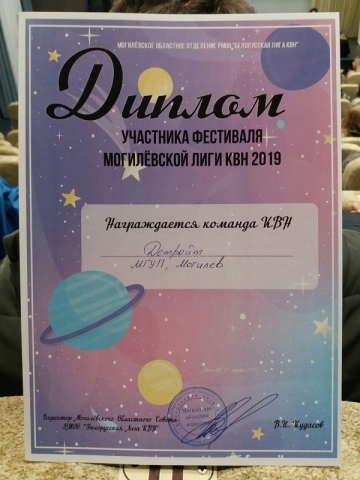 МОГИЛЁВСКОЕ ОБЛАСТНОЕ ОТДЕЛЕНИЕ РМОО "БЕЛОРУССКАЯ ЛИГА КВН"
Диплом
УЧАСТНИКА ФЕСТИВАЛЯ
МОГИЛЁВСКОЙ ЛИГИ КВН 2019
Награждается команда КВН
Детройт
МГУП, Могилев
Директор Могилёвского Областного Совета
РМОО "Белорусская Лига КВН"
В.И. Чудасов